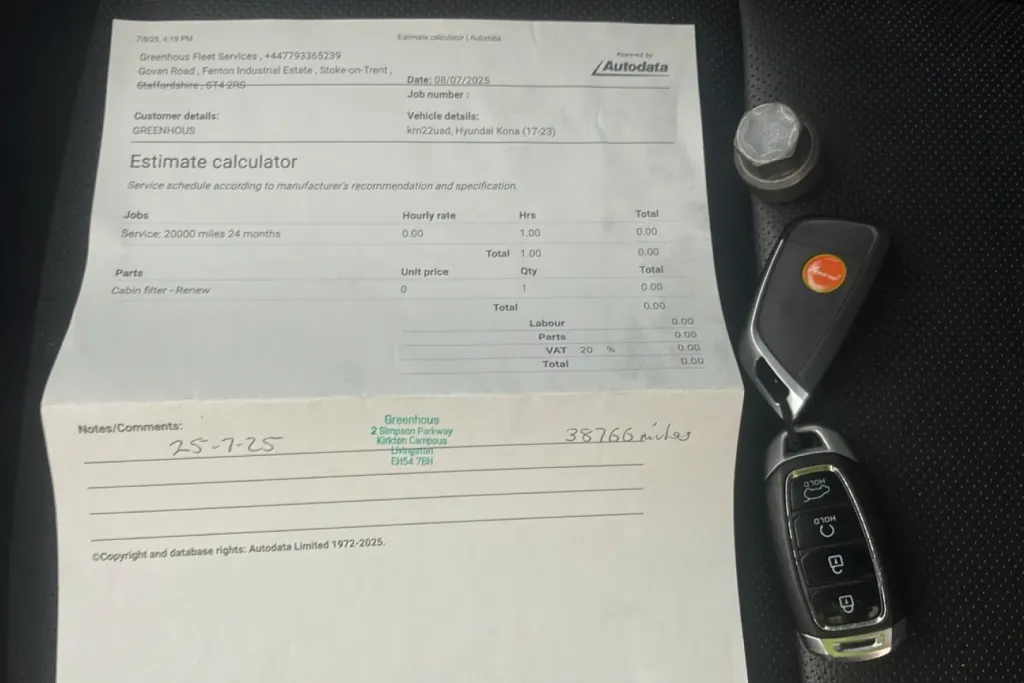 7/8/25, 4:19 PM Estimate calculator | Autodata
Greenhous Fleet Services , +447793365239
Govan Road , Fenton Industrial Estate , Stoke-on-Trent ,
Staffordshire , ST4 2RS
Powered by
Autodata
Date: 08/07/2025
Job number :
Customer details:
GREENHOUS
Vehicle details:
km22uad, Hyundai Kona (17-23)
Estimate calculator
Service schedule according to manufacturer's recommendation and specification.
Jobs Hourly rate Hrs Total
Service: 20000 miles 24 months 0.00 1.00 0.00
Total 1.00 0.00
Parts Unit price Qty Total
Cabin filter - Renew 0 1 0.00
Total 0.00
Labour 0.00
Parts 0.00
VAT 20 % 0.00
Total 0.00
Notes/Comments:
25-7-25
Greenhous
2 Simpson Parkway
Kirkton Campous
Livingston
EH54 7BH
38766 miles
©Copyright and database rights: Autodata Limited 1972-2025.
HOLD
HOLD